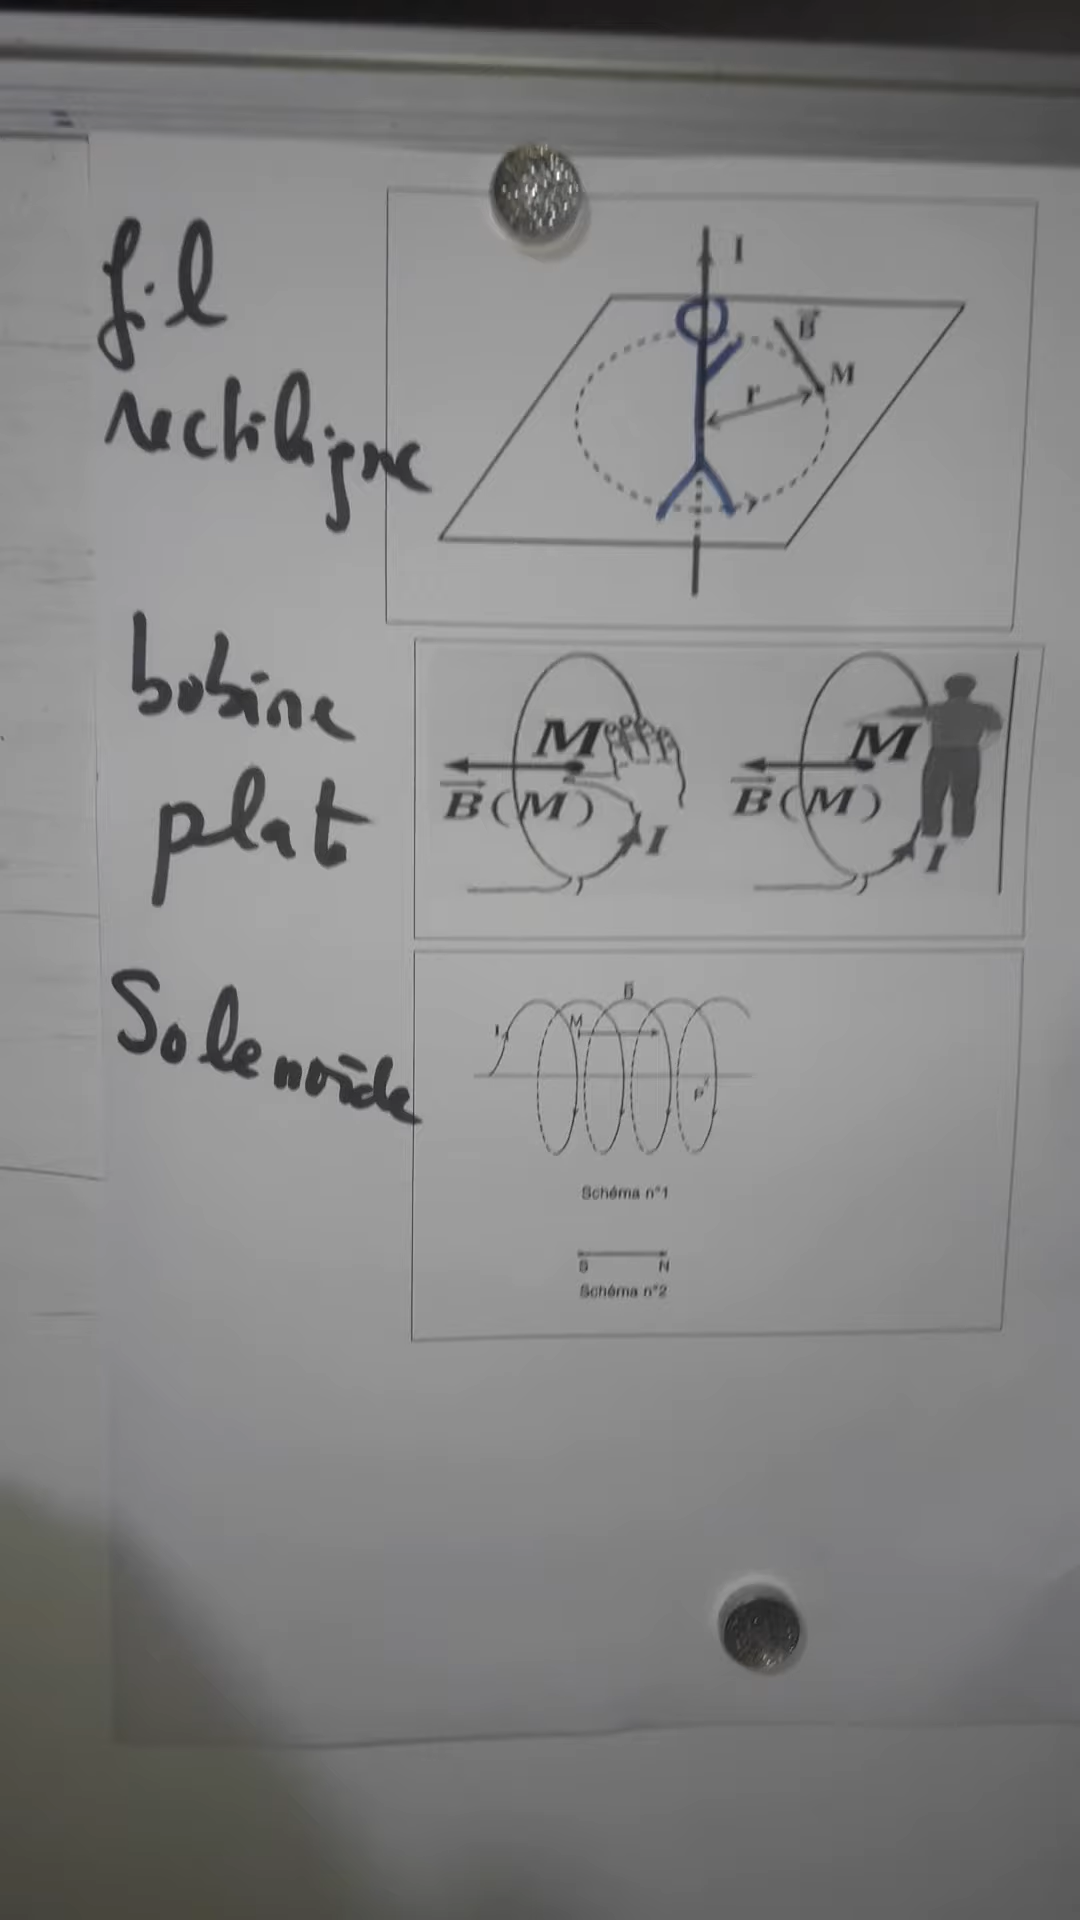 fil
rectiligne
I
B
M
r
bobine
plat
M
B(M)
I
M
B(M)
I
Solenoïde
I
B
M
P
Schéma n°1
S N
Schéma n°2